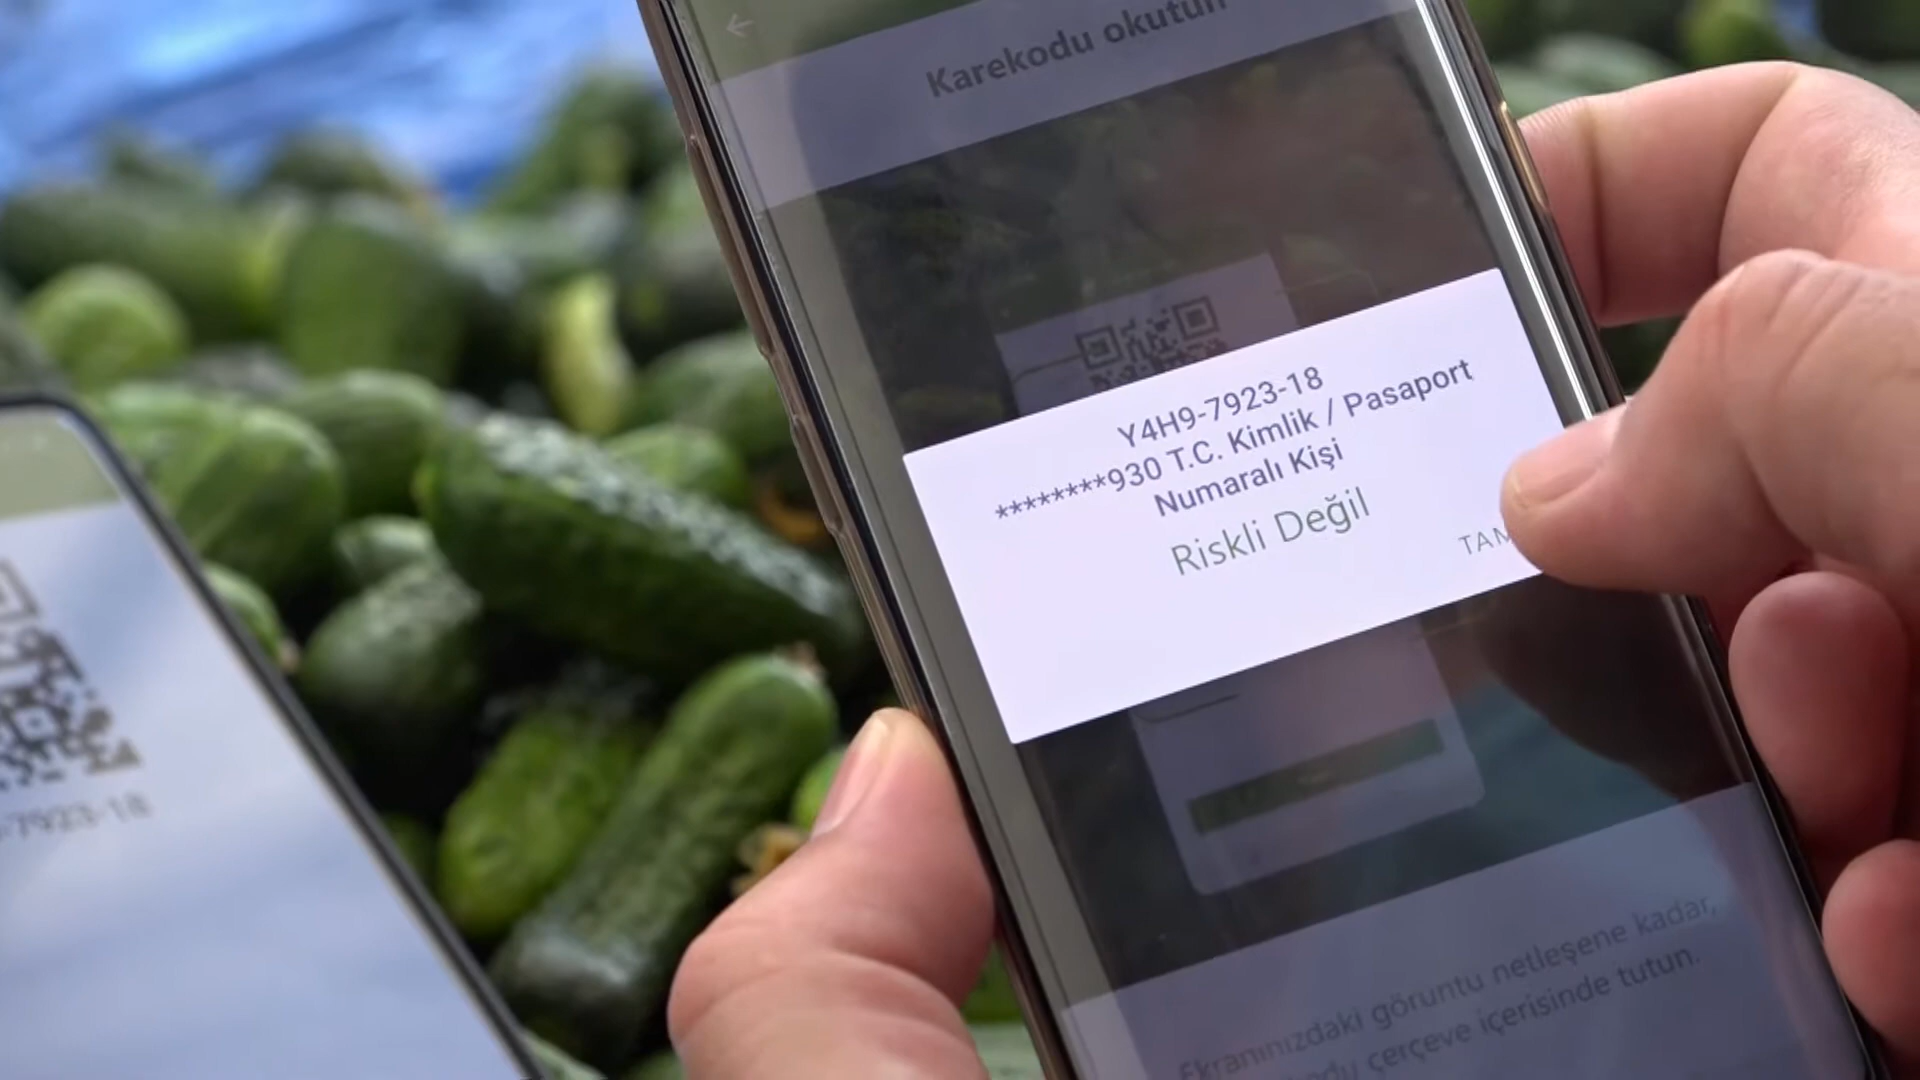 Karekodu okutun
Y4H9-7923-18
********930 T.C. Kimlik / Pasaport
Numaralı Kişi
Riskli Değil
TAM
Ekranınızdaki görüntü netleşene kadar,
çerçeve içerisinde tutun.
-7923-18